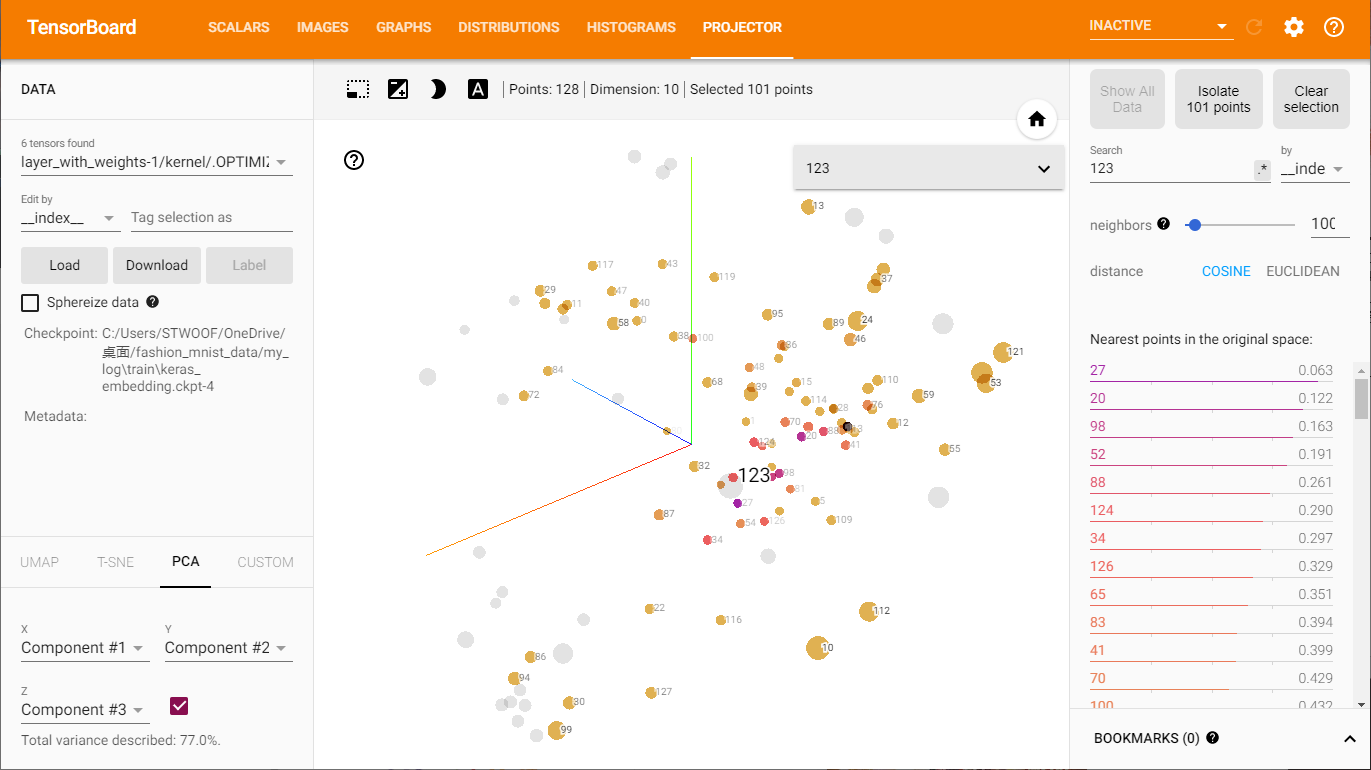 TensorBoard
SCALARS IMAGES GRAPHS DISTRIBUTIONS HISTOGRAMS PROJECTOR
INACTIVE
DATA
6 tensors found
layer_with_weights-1/kernel/.OPTIMIZ
Edit by
__index__
Tag selection as
Load Download Label
Sphereize data
Checkpoint: C:/Users/STWOOF/OneDrive/
桌面/fashion_mnist_data/my_
log\train\keras_
embedding.ckpt-4
Metadata:
UMAP T-SNE PCA CUSTOM
X
Component #1
Y
Component #2
Z
Component #3
Total variance described: 77.0%.
A
Points: 128 | Dimension: 10 | Selected 101 points
123
13
117
43
119
37
29
11
47
40
0
58
38
100
95
89
24
46
36
121
53
84
72
48
68
39
15
110
114
28
76
59
12
1
70
20
88
41
124
55
32
123
98
27
81
5
87
54
126
109
34
22
116
112
10
86
94
127
30
99
Show All
Data
Isolate
101 points
Clear
selection
Search
123
.*
by
__inde
neighbors
100
distance COSINE EUCLIDEAN
Nearest points in the original space:
27 0.063
20 0.122
98 0.163
52 0.191
88 0.261
124 0.290
34 0.297
126 0.329
65 0.351
83 0.394
41 0.399
70 0.429
100 0.432
BOOKMARKS (0)